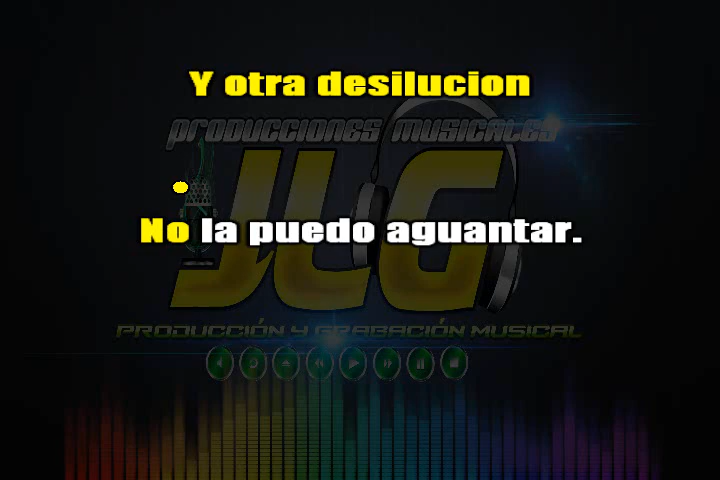 Y otra desilucion
PRODUCCIONES MUSICALES
JLG
No la puedo aguantar.
PRODUCCIÓN Y GRABACIÓN MUSICAL